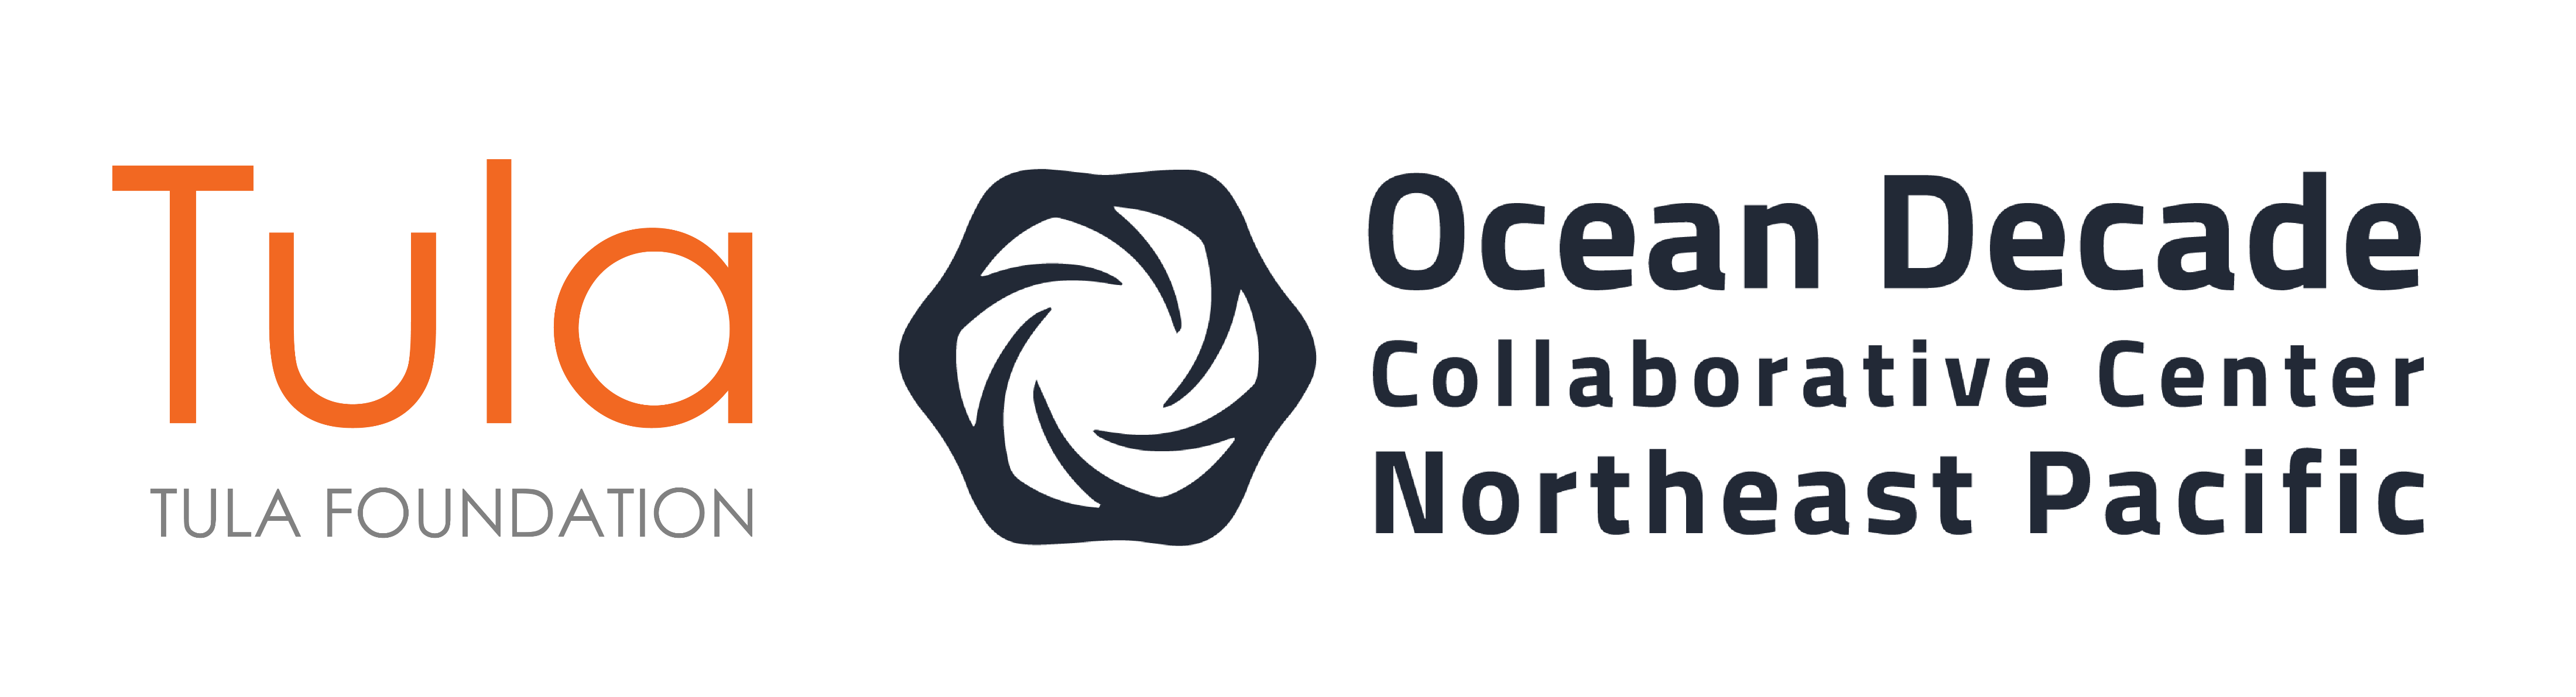 Tula
TULA FOUNDATION
Ocean Decade
Collaborative Center
Northeast Pacific